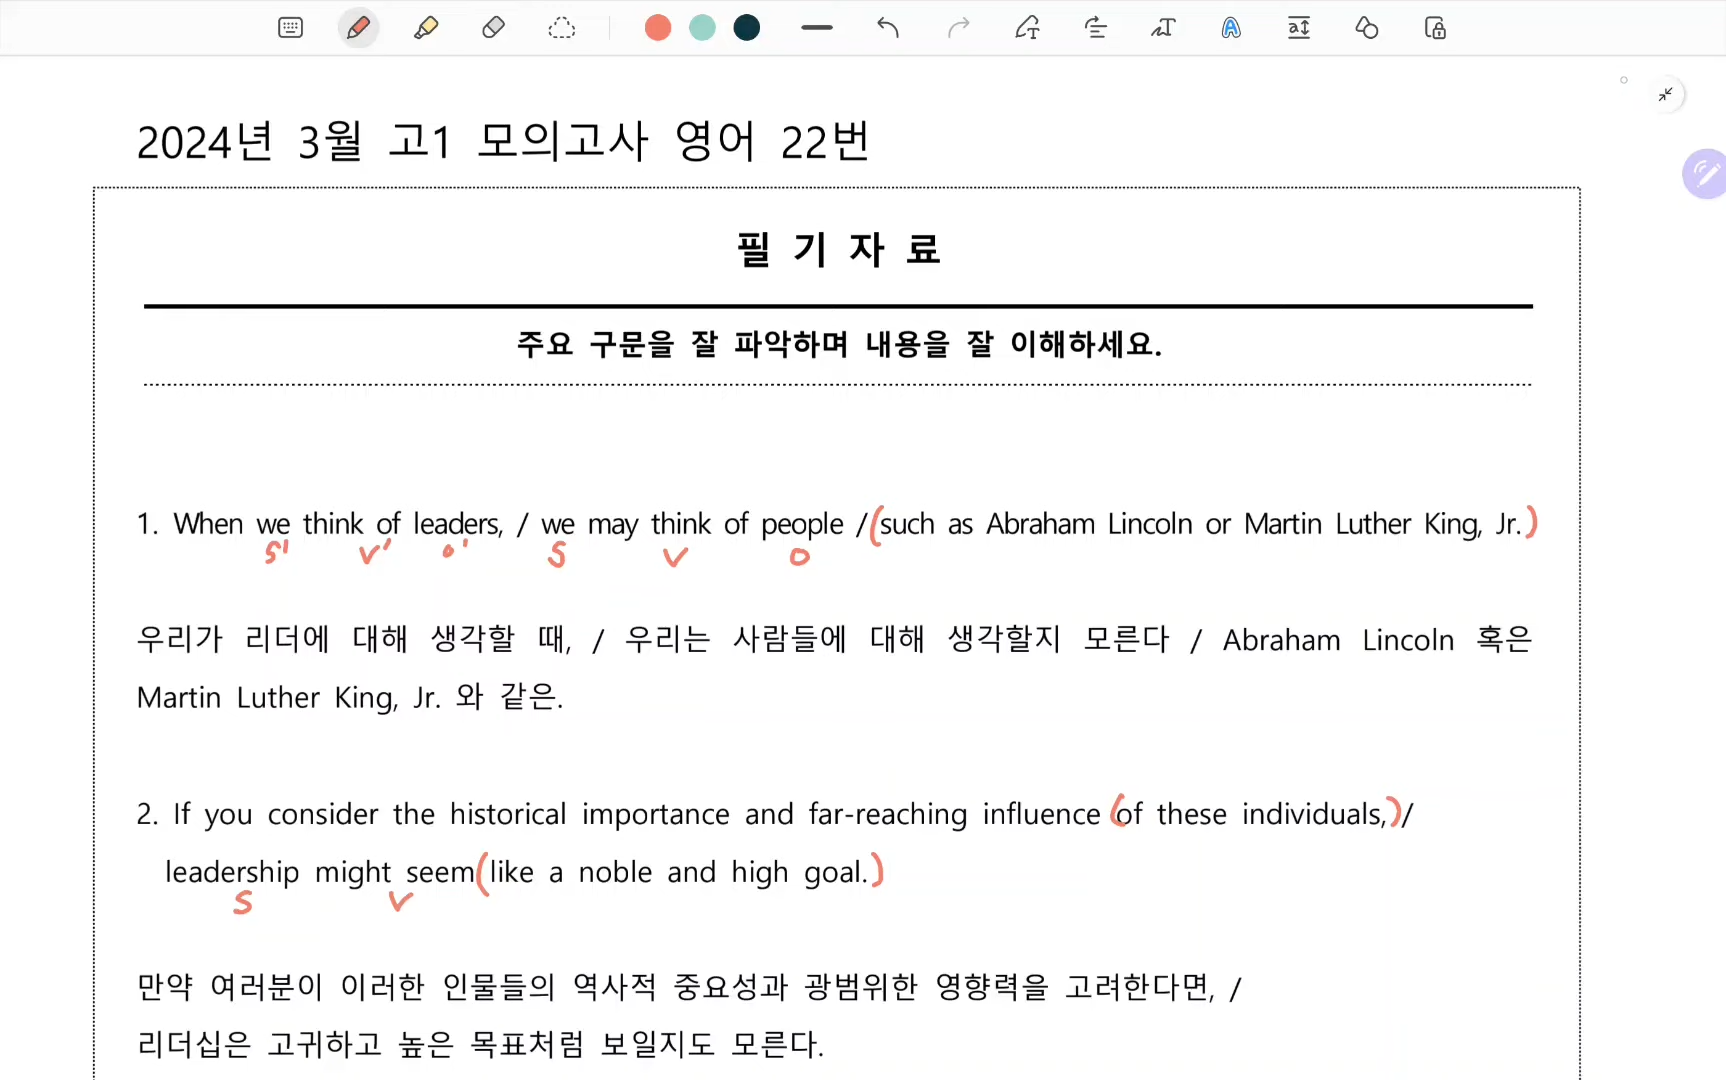 2024년 3월 고1 모의고사 영어 22번
필 기 자 료
주요 구문을 잘 파악하며 내용을 잘 이해하세요.
1. When we think of leaders, / we may think of people /(such as Abraham Lincoln or Martin Luther King, Jr.)
s' v' o' s v o
우리가 리더에 대해 생각할 때, / 우리는 사람들에 대해 생각할지 모른다 / Abraham Lincoln 혹은
Martin Luther King, Jr. 와 같은.
2. If you consider the historical importance and far-reaching influence (of these individuals,)/
leadership might seem(like a noble and high goal.)
s v
만약 여러분이 이러한 인물들의 역사적 중요성과 광범위한 영향력을 고려한다면, /
리더십은 고귀하고 높은 목표처럼 보일지도 모른다.